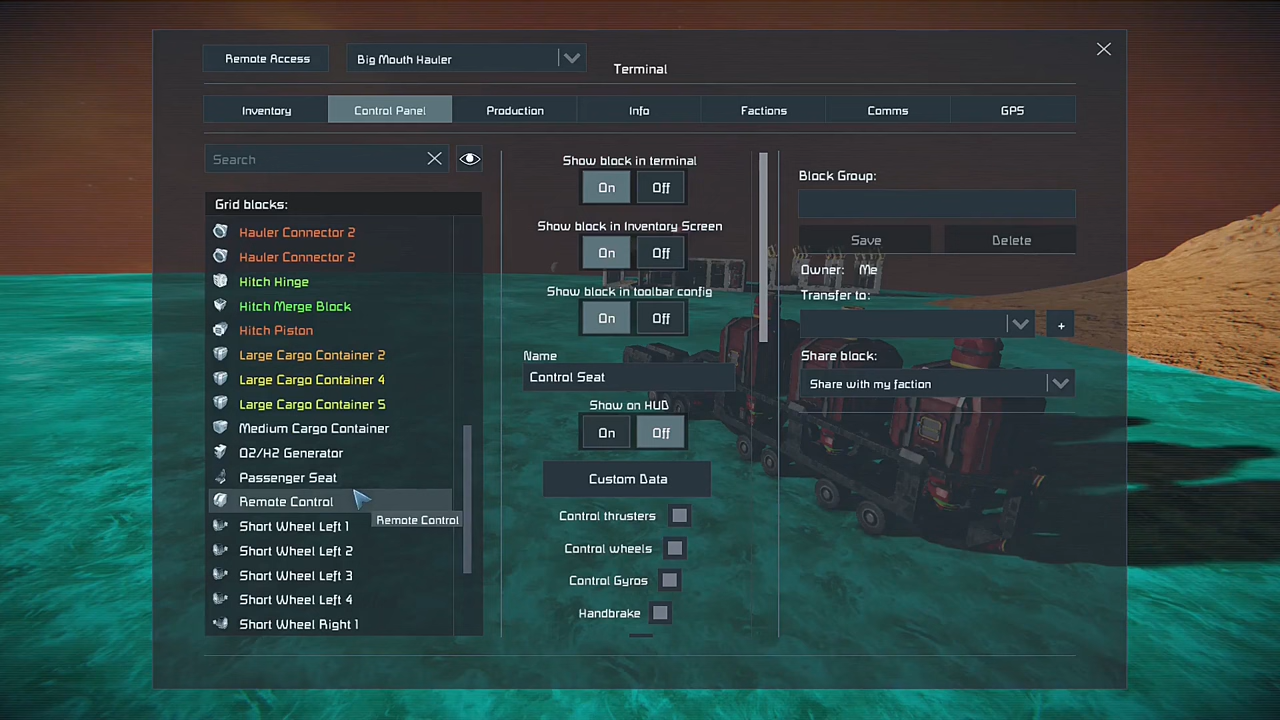 Remote Access
Big Mouth Hauler
Terminal
Inventory
Control Panel
Production
Info
Factions
Comms
GPS
Search
Grid blocks:
Hauler Connector 2
Hauler Connector 2
Hitch Hinge
Hitch Merge Block
Hitch Piston
Large Cargo Container 2
Large Cargo Container 4
Large Cargo Container 5
Medium Cargo Container
O2/H2 Generator
Passenger Seat
Remote Control
Remote Control
Short Wheel Left 1
Short Wheel Left 2
Short Wheel Left 3
Short Wheel Left 4
Short Wheel Right 1
Show block in terminal
On Off
Show block in Inventory Screen
On Off
Show block in toolbar config
On Off
Name
Control Seat
Show on HUD
On Off
Custom Data
Control thrusters
Control wheels
Control Gyros
Handbrake
Block Group:
Save
Delete
Owner: Me
Transfer to:
+
Share block:
Share with my faction